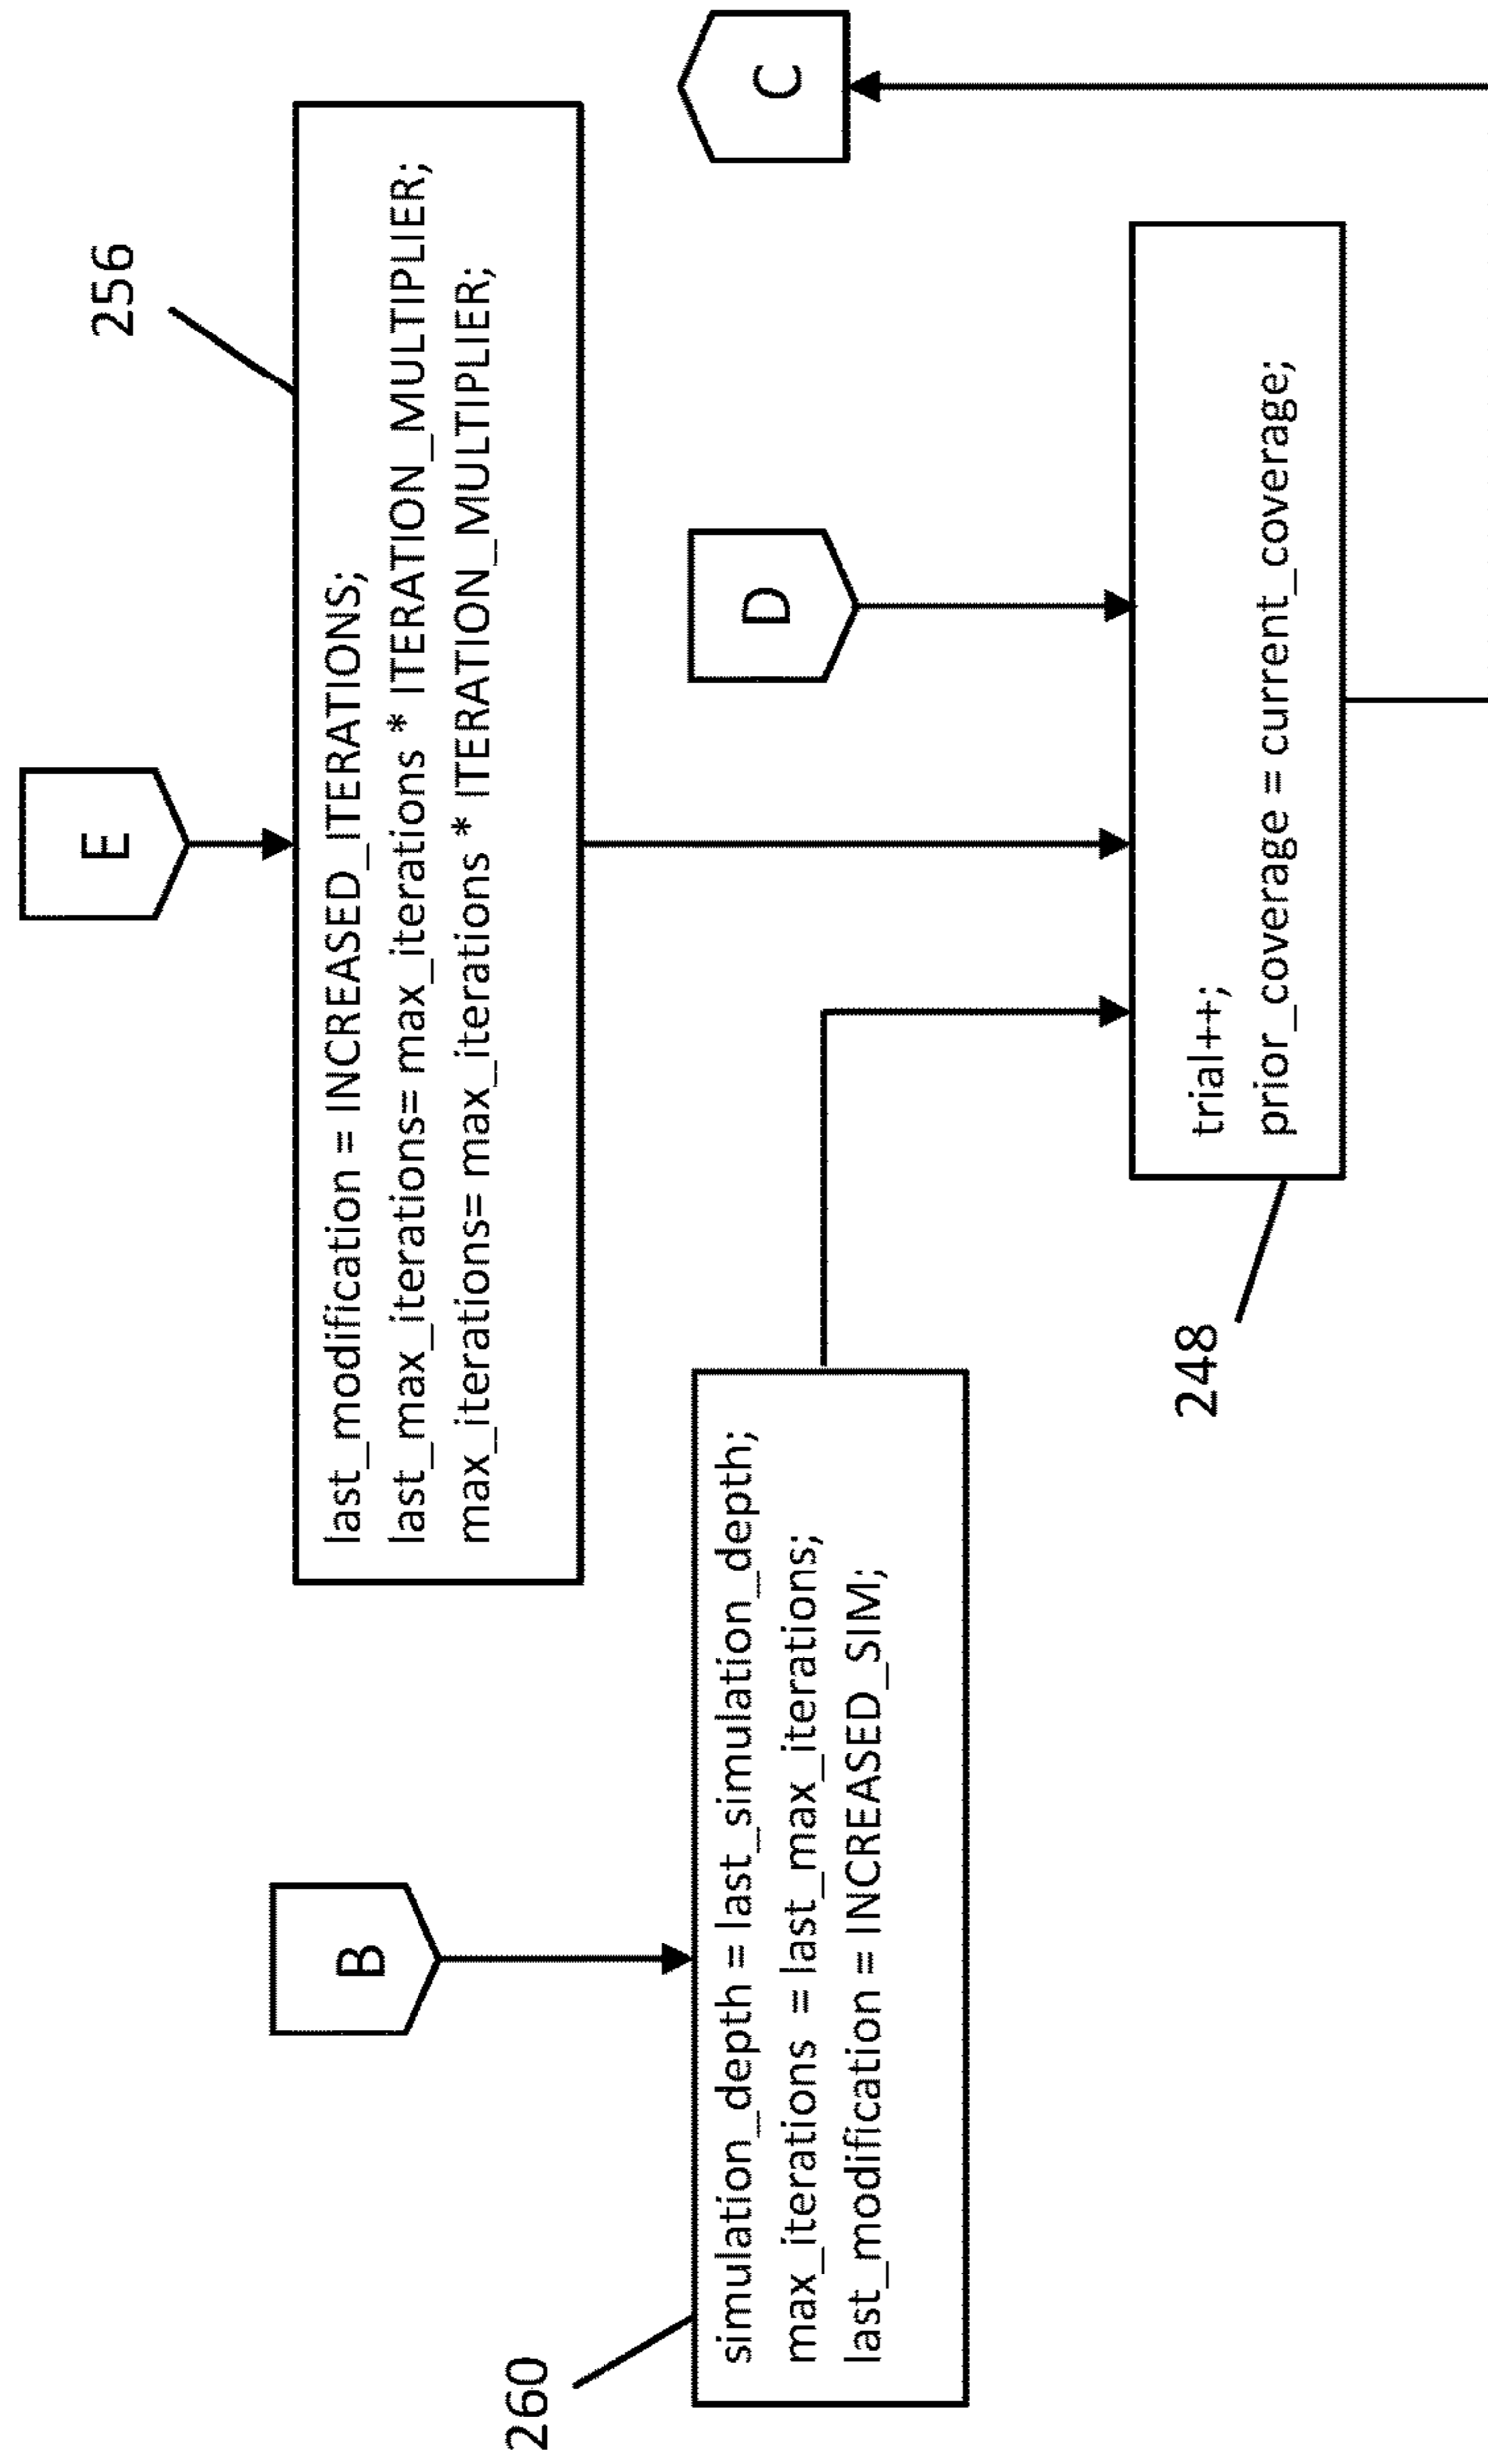 E
256
last_modification = INCREASED_ITERATIONS;
last_max_iterations= max_iterations * ITERATION_MULTIPLIER;
max_iterations= max_iterations * ITERATION_MULTIPLIER;
B
260
simulation_depth = last_simulation_depth;
max_iterations = last_max_iterations;
last_modification = INCREASED_SIM;
D
C
248
trial++;
prior_coverage = current_coverage;